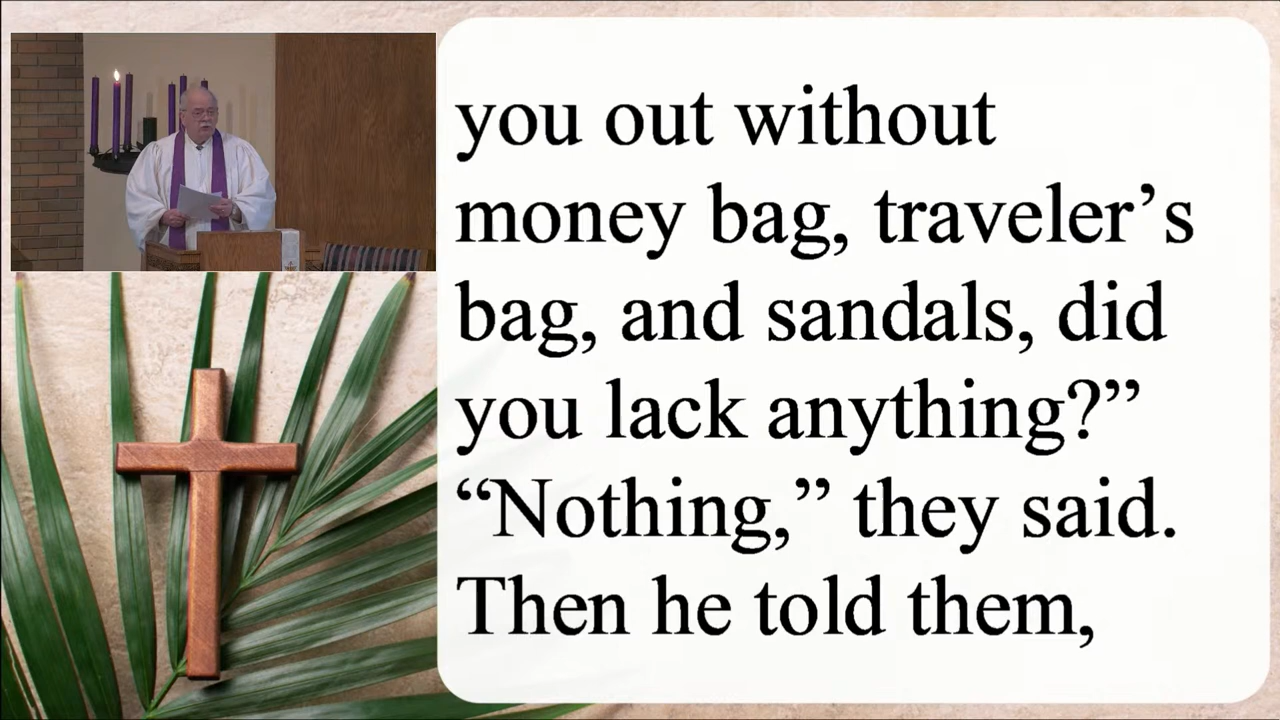 you out without
money bag, traveler’s
bag, and sandals, did
you lack anything?”
“Nothing,” they said.
Then he told them,